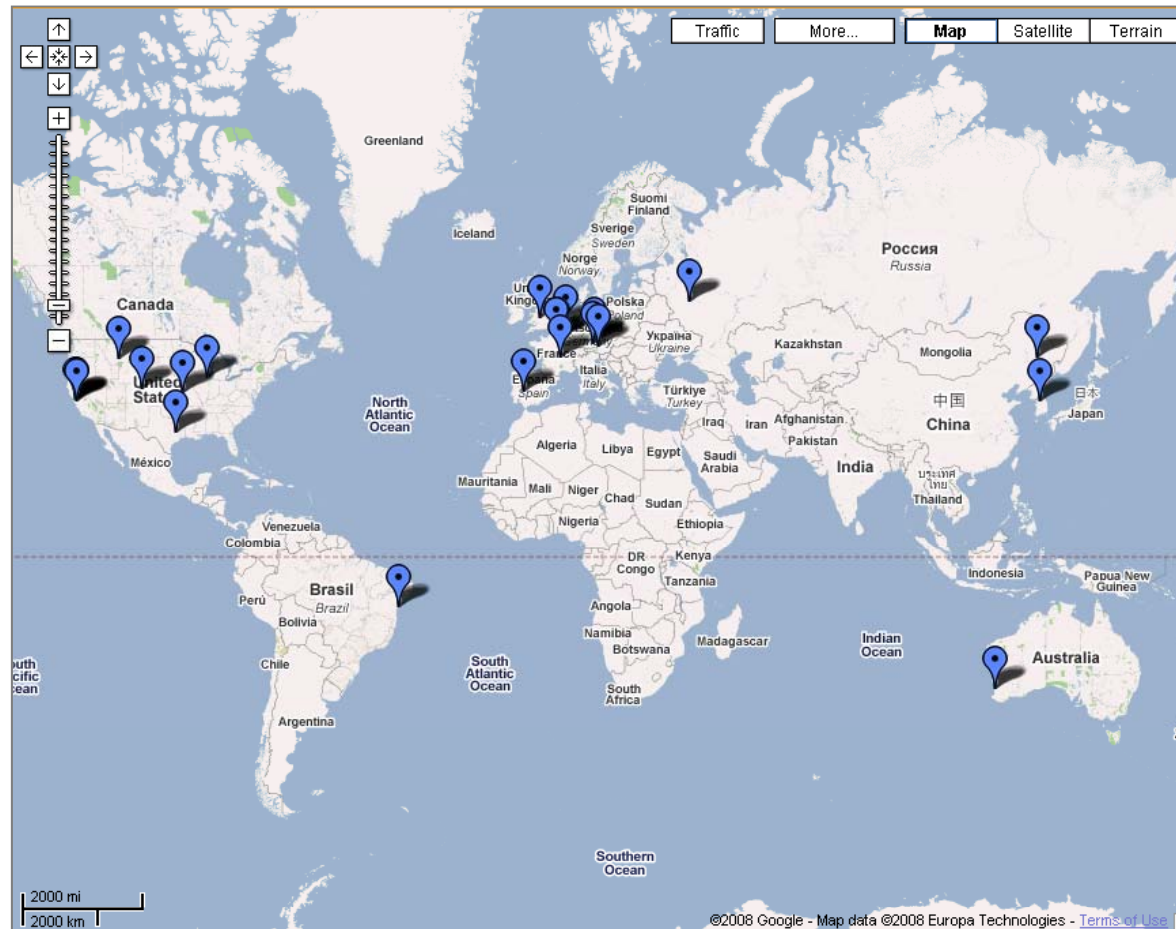 Traffic
More...
Map
Satellite
Terrain
Greenland
Suomi
Finland
Iceland
Sverige
Sweden
Norge
Norway
Россия
Russia
Canada
Polska
Poland
Україна
Ukraine
Kazakhstan
Mongolia
France
Italia
Italy
United
States
España
Spain
Türkiye
Turkey
中国
China
日本
Japan
North
Atlantic
Ocean
México
Algeria
Libya
Egypt
Iraq
Iran
Afghanistan
Pakistan
Saudi
Arabia
India
ประเทศ
ไทย
Thailand
Mauritania
Mali
Niger
Chad
Sudan
Nigeria
Ethiopia
Venezuela
Colombia
DR
Congo
Kenya
Tanzania
Indonesia
Papua New
Guinea
Perú
Brasil
Brazil
Bolivia
Angola
Namibia
Botswana
Madagascar
Indian
Ocean
Australia
Chile
South
Atlantic
Ocean
South
Africa
Argentina
Southern
Ocean
2000 mi
2000 km
©2008 Google - Map data ©2008 Europa Technologies - Terms of Use